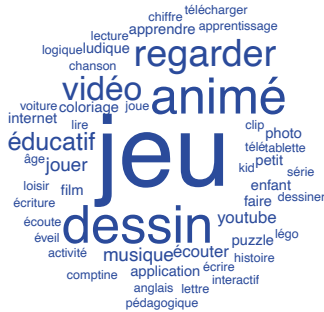 chiffre télécharger
lecture apprendre apprentissage
logique ludique regarder
chanson
vidéo animé
voiture coloriage joue
internet lire jeu clip photo
éducatif télé tablette
âge jouer kid petit série
loisir film enfant
écriture dessin faire dessiner
écoute youtube
éveil puzzle légo
activité musique écouter histoire
comptine application écrire
interactif
anglais lettre
pédagogique